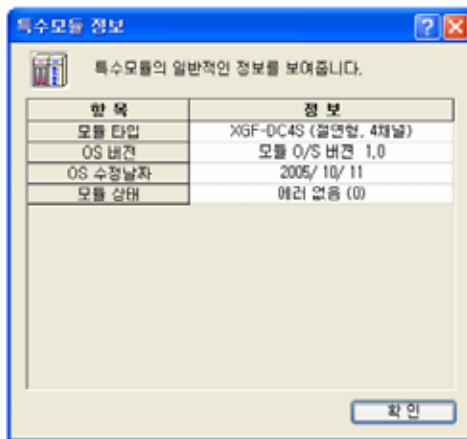 특수모듈 정보
특수모듈의 일반적인 정보를 보여줍니다.
항 목 정 보
모듈 타입 XGF-DC4S (절연형, 4채널)
OS 버전 모듈 O/S 버젼 1.0
OS 수정날자 2005/ 10/ 11
모듈 상태 에러 없음 (0)
확 인